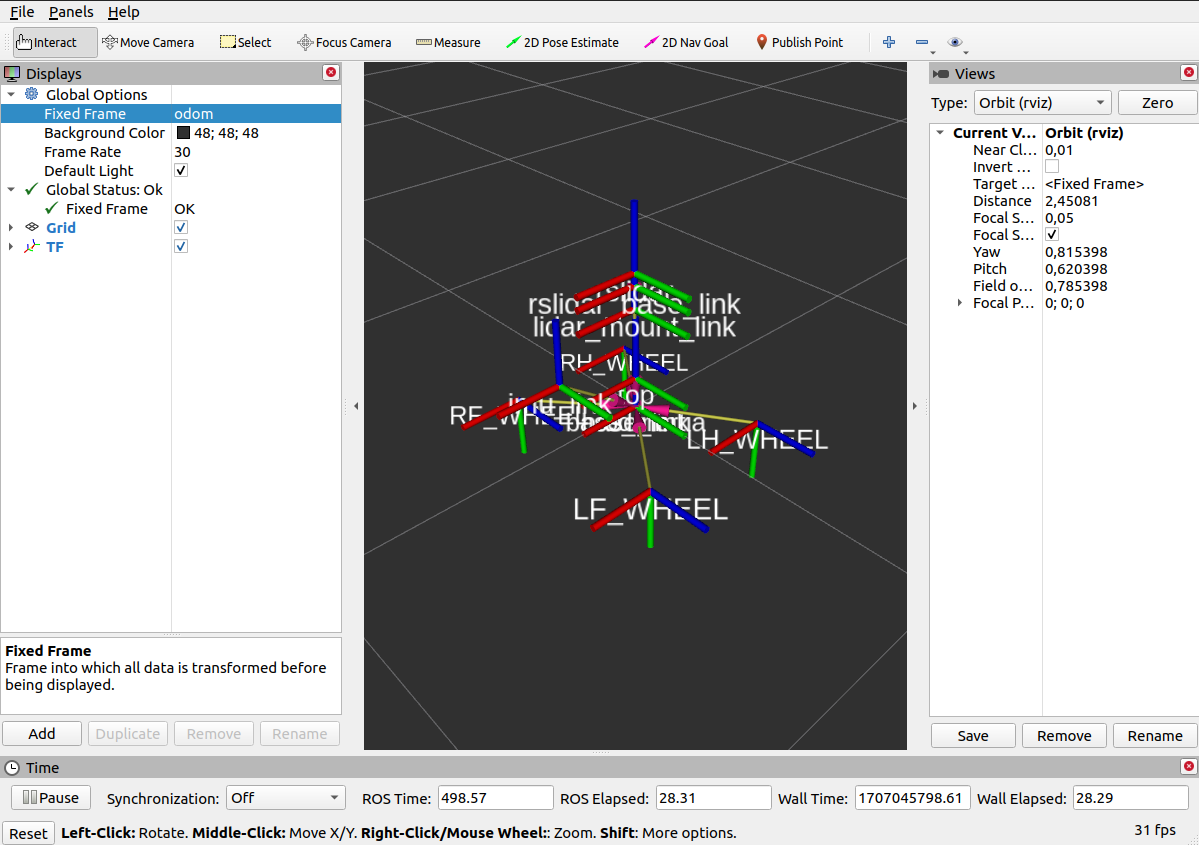 File Panels Help
Interact Move Camera Select Focus Camera Measure 2D Pose Estimate 2D Nav Goal Publish Point
Displays
Global Options
Fixed Frame odom
Background Color 48; 48; 48
Frame Rate 30
Default Light
Global Status: Ok
Fixed Frame OK
Grid
TF
Fixed Frame
Frame into which all data is transformed before
being displayed.
Add Duplicate Remove Rename
base_link
lidar_mount_link
RH_WHEEL
LH_WHEEL
LF_WHEEL
Views
Type: Orbit (rviz) Zero
Current V... Orbit (rviz)
Near Cl... 0,01
Invert ...
Target ... <Fixed Frame>
Distance 2,45081
Focal S... 0,05
Focal S...
Yaw 0,815398
Pitch 0,620398
Field o... 0,785398
Focal P... 0; 0; 0
Save Remove Rename
Time
Pause Synchronization: Off ROS Time: 498.57 ROS Elapsed: 28.31 Wall Time: 1707045798.61 Wall Elapsed: 28.29
Reset Left-Click: Rotate. Middle-Click: Move X/Y. Right-Click/Mouse Wheel:: Zoom. Shift: More options. 31 fps